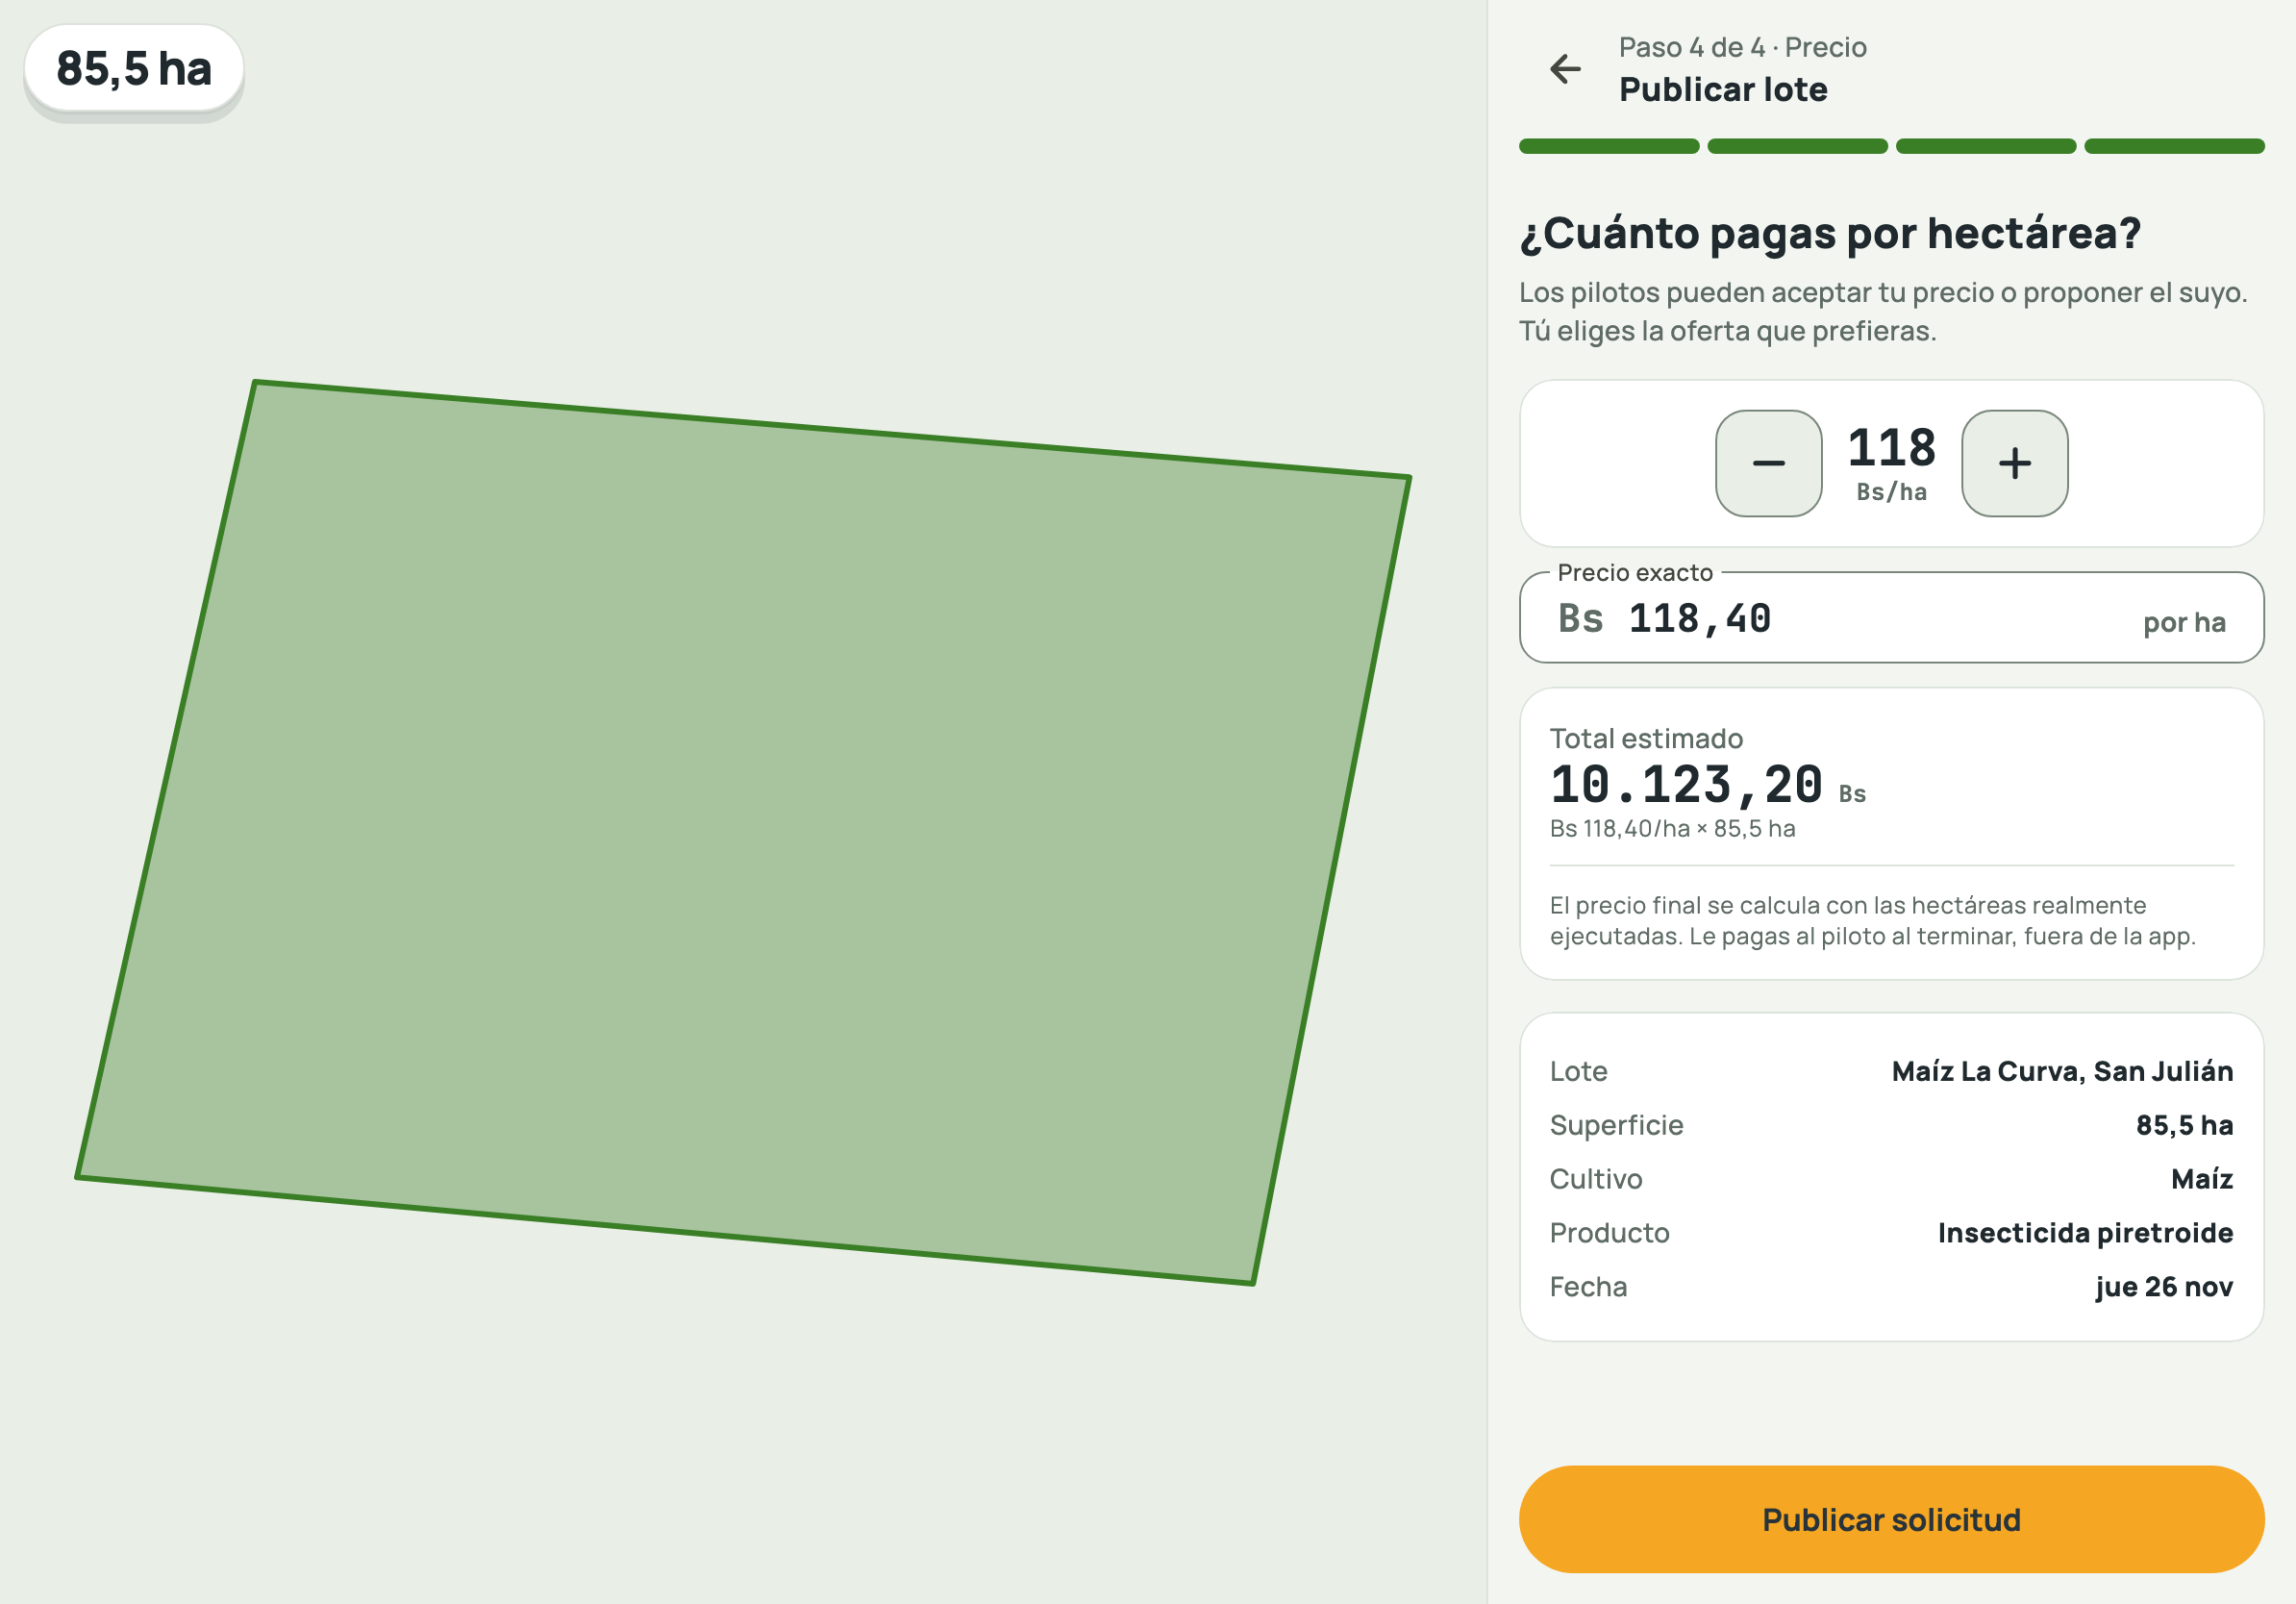 85,5 ha
Paso 4 de 4 · Precio
Publicar lote
¿Cuánto pagas por hectárea?
Los pilotos pueden aceptar tu precio o proponer el suyo.
Tú eliges la oferta que prefieras.
118
Bs/ha
Precio exacto
Bs 118,40 por ha
Total estimado
10.123,20 Bs
Bs 118,40/ha × 85,5 ha
El precio final se calcula con las hectáreas realmente
ejecutadas. Le pagas al piloto al terminar, fuera de la app.
Lote Maíz La Curva, San Julián
Superficie 85,5 ha
Cultivo Maíz
Producto Insecticida piretroide
Fecha jue 26 nov
Publicar solicitud